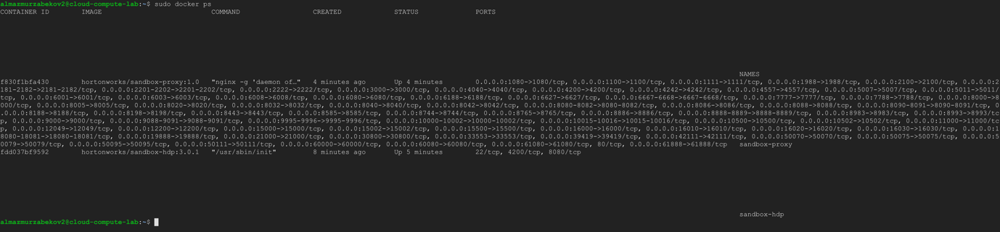 almazmurzabekov2@cloud-compute-lab:~$ sudo docker ps
CONTAINER ID        IMAGE                           COMMAND                  CREATED             STATUS              PORTS
NAMES
f830f1bfa430        hortonworks/sandbox-proxy:1.0   "nginx -g 'daemon of…"   4 minutes ago       Up 4 minutes        0.0.0.0:1080->1080/tcp, 0.0.0.0:1100->1100/tcp, 0.0.0.0:1111->1111/tcp, 0.0.0.0:1988->1988/tcp, 0.0.0.0:2100->2100/tcp, 0.0.0.0:2
181-2182->2181-2182/tcp, 0.0.0.0:2201-2202->2201-2202/tcp, 0.0.0.0:2222->2222/tcp, 0.0.0.0:3000->3000/tcp, 0.0.0.0:4040->4040/tcp, 0.0.0.0:4200->4200/tcp, 0.0.0.0:4242->4242/tcp, 0.0.0.0:4557->4557/tcp, 0.0.0.0:5007->5007/tcp, 0.0.0.0:5011->5011/
tcp, 0.0.0.0:6001->6001/tcp, 0.0.0.0:6003->6003/tcp, 0.0.0.0:6008->6008/tcp, 0.0.0.0:6080->6080/tcp, 0.0.0.0:6188->6188/tcp, 0.0.0.0:6627->6627/tcp, 0.0.0.0:6667-6668->6667-6668/tcp, 0.0.0.0:7777->7777/tcp, 0.0.0.0:7788->7788/tcp, 0.0.0.0:8000->8
000/tcp, 0.0.0.0:8005->8005/tcp, 0.0.0.0:8020->8020/tcp, 0.0.0.0:8032->8032/tcp, 0.0.0.0:8040->8040/tcp, 0.0.0.0:8042->8042/tcp, 0.0.0.0:8080-8082->8080-8082/tcp, 0.0.0.0:8086->8086/tcp, 0.0.0.0:8088->8088/tcp, 0.0.0.0:8090-8091->8090-8091/tcp, 0
.0.0.0:8188->8188/tcp, 0.0.0.0:8198->8198/tcp, 0.0.0.0:8443->8443/tcp, 0.0.0.0:8585->8585/tcp, 0.0.0.0:8744->8744/tcp, 0.0.0.0:8765->8765/tcp, 0.0.0.0:8886->8886/tcp, 0.0.0.0:8888-8889->8888-8889/tcp, 0.0.0.0:8983->8983/tcp, 0.0.0.0:8993->8993/tc
p, 0.0.0.0:9000->9000/tcp, 0.0.0.0:9088-9091->9088-9091/tcp, 0.0.0.0:9995-9996->9995-9996/tcp, 0.0.0.0:10000-10002->10000-10002/tcp, 0.0.0.0:10015-10016->10015-10016/tcp, 0.0.0.0:10500->10500/tcp, 0.0.0.0:10502->10502/tcp, 0.0.0.0:11000->11000/tc
p, 0.0.0.0:12049->12049/tcp, 0.0.0.0:12200->12200/tcp, 0.0.0.0:15000->15000/tcp, 0.0.0.0:15002->15002/tcp, 0.0.0.0:15500->15500/tcp, 0.0.0.0:16000->16000/tcp, 0.0.0.0:16010->16010/tcp, 0.0.0.0:16020->16020/tcp, 0.0.0.0:16030->16030/tcp, 0.0.0.0:1
8080-18081->18080-18081/tcp, 0.0.0.0:19888->19888/tcp, 0.0.0.0:21000->21000/tcp, 0.0.0.0:30800->30800/tcp, 0.0.0.0:33553->33553/tcp, 0.0.0.0:39419->39419/tcp, 0.0.0.0:42111->42111/tcp, 0.0.0.0:50070->50070/tcp, 0.0.0.0:50075->50075/tcp, 0.0.0.0:5
0079->50079/tcp, 0.0.0.0:50095->50095/tcp, 0.0.0.0:50111->50111/tcp, 0.0.0.0:60000->60000/tcp, 0.0.0.0:60080->60080/tcp, 0.0.0.0:61080->61080/tcp, 80/tcp, 0.0.0.0:61888->61888/tcp   sandbox-proxy
fdd037bf9592        hortonworks/sandbox-hdp:3.0.1   "/usr/sbin/init"         8 minutes ago       Up 5 minutes        22/tcp, 4200/tcp, 8080/tcp
sandbox-hdp
almazmurzabekov2@cloud-compute-lab:~$